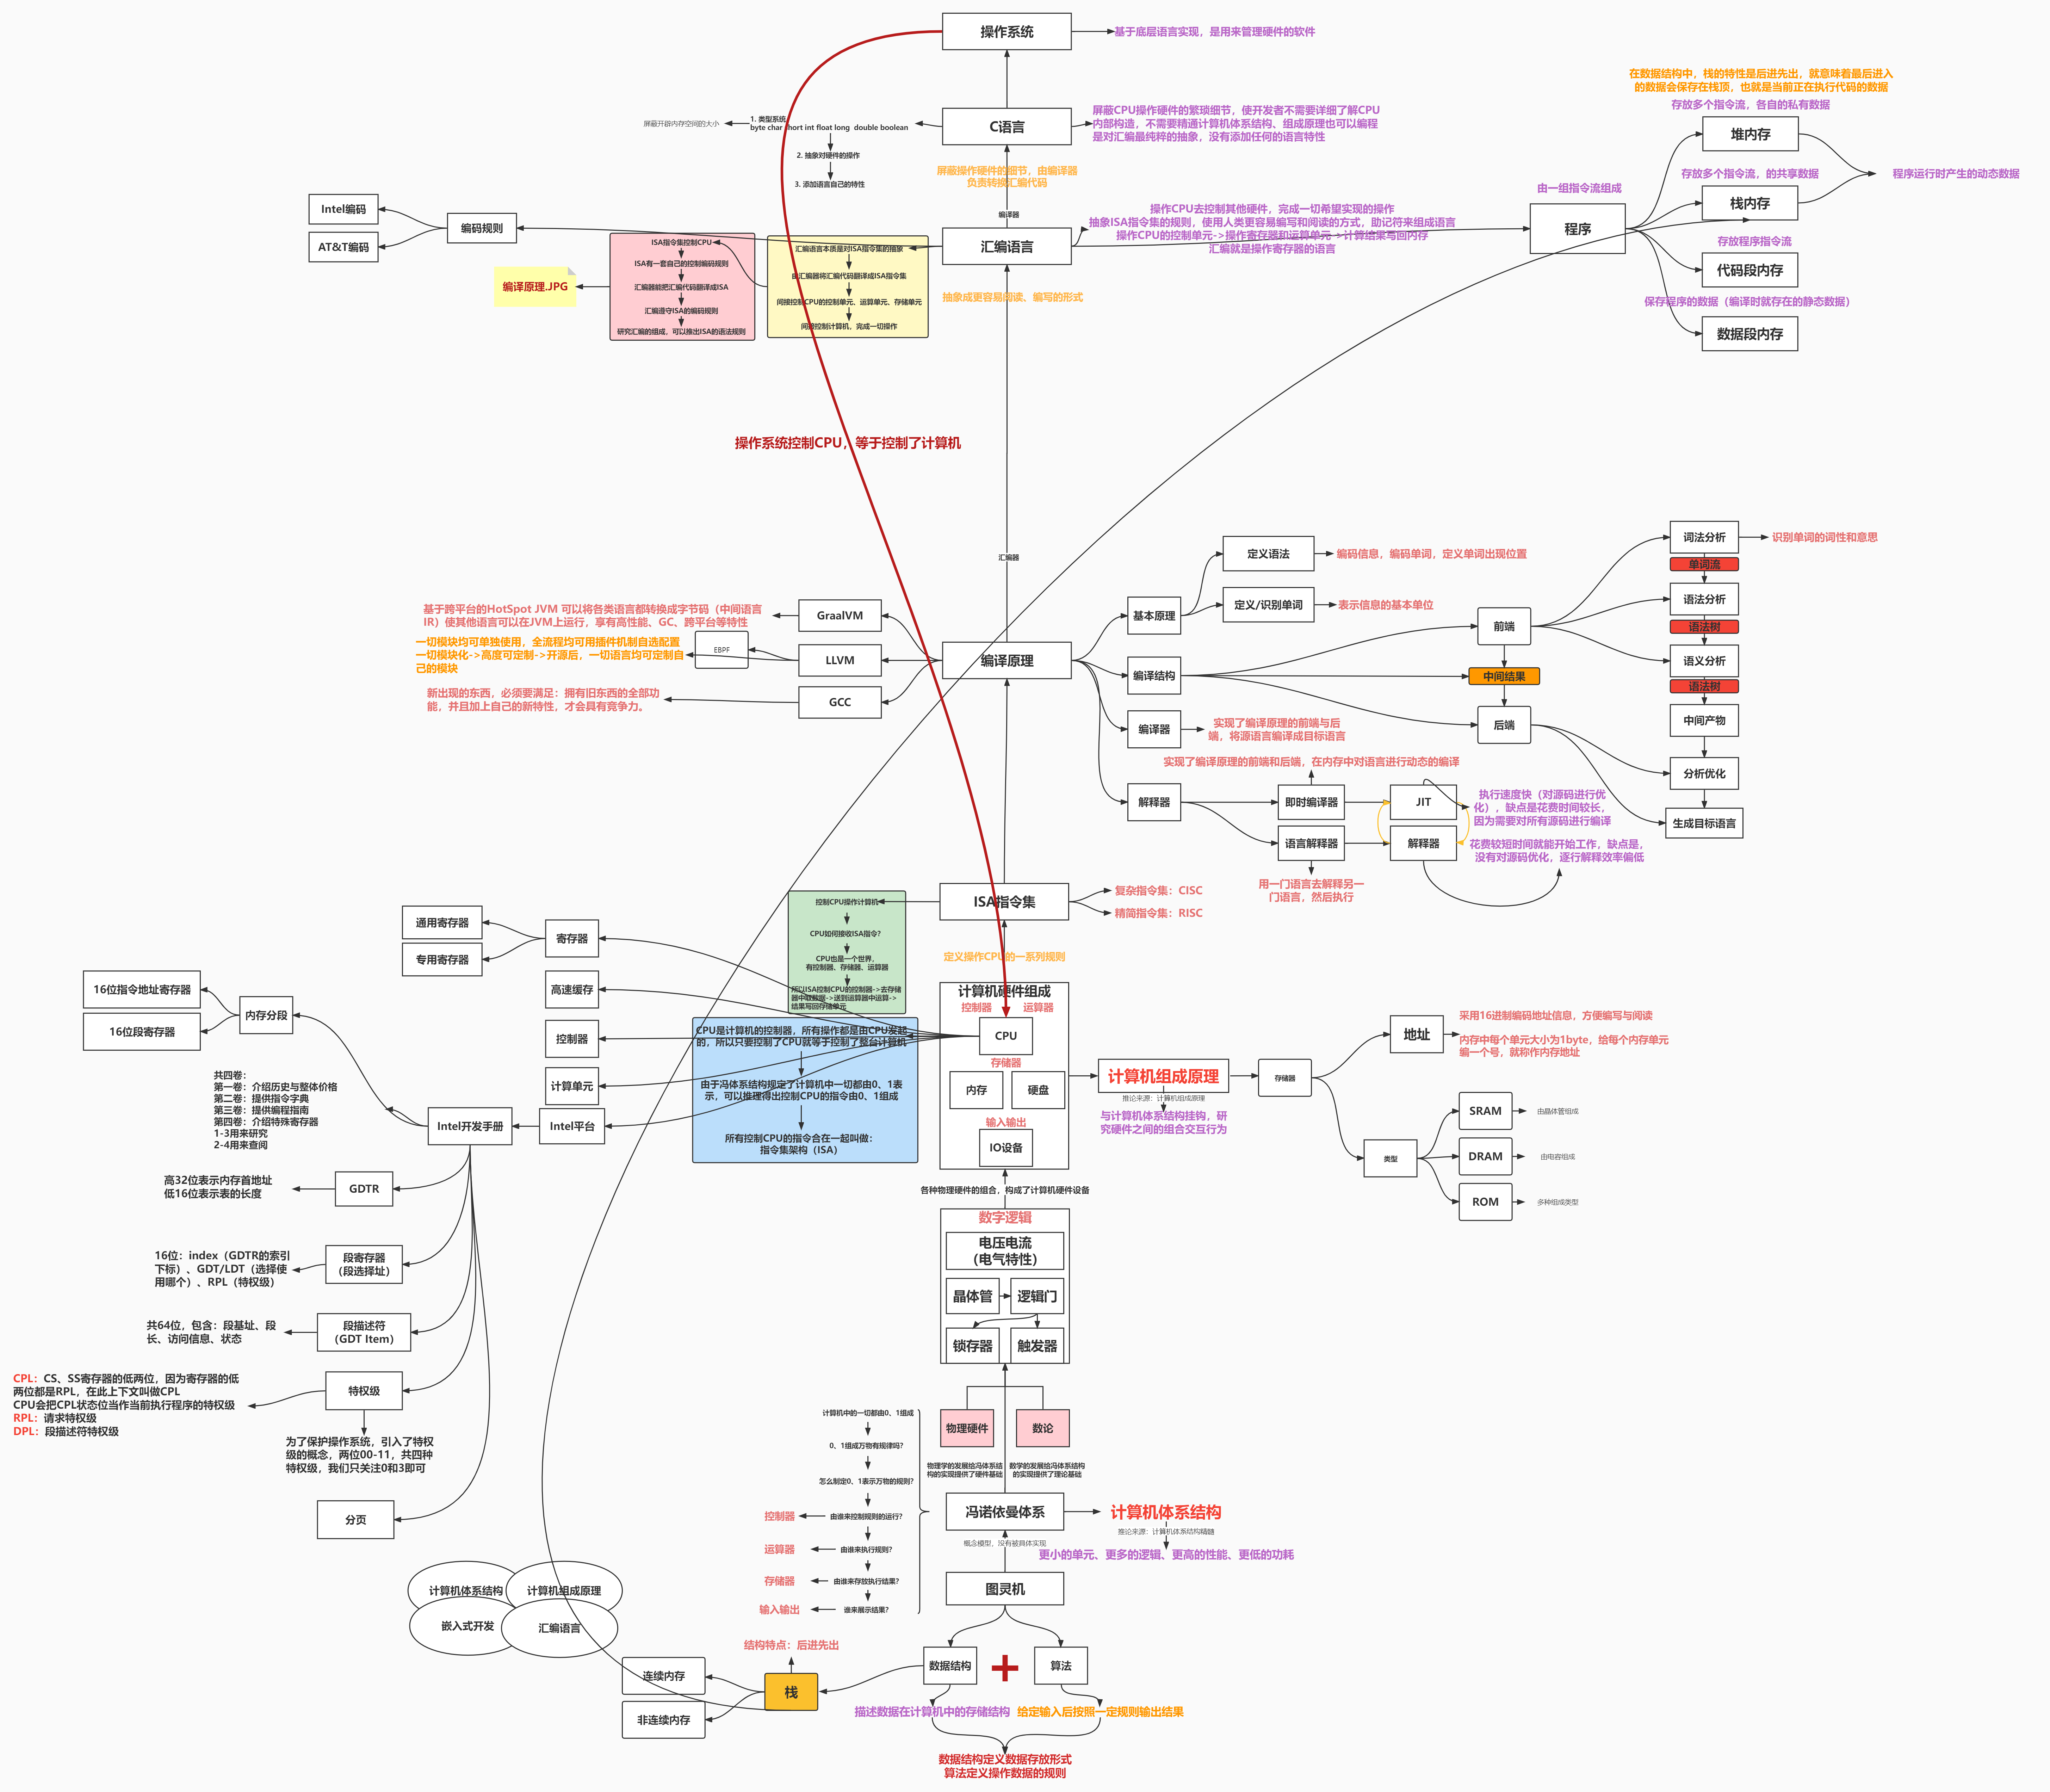 操作系统
基于底层语言实现，是用来管理硬件的软件
C语言
屏蔽CPU操作硬件的繁琐细节，使开发者不需要详细了解CPU
内部构造，不需要精通计算机体系结构、组成原理也可以编程
是对汇编最纯粹的抽象，没有添加任何的语言特性
屏蔽开辟内存空间的大小
1. 类型系统
byte char short int float long double boolean
2. 抽象对硬件的操作
3. 添加语言自己的特性
屏蔽操作硬件的细节，由编译器
负责转换汇编代码
编译器
汇编语言
操作CPU去控制其他硬件，完成一切希望实现的操作
抽象ISA指令集的规则，使用人类更容易编写和阅读的方式，助记符来组成语言
操作CPU的控制单元->操作寄存器和运算单元->计算结果写回内存
汇编就是操作寄存器的语言
抽象成更容易阅读、编写的形式
Intel编码
AT&T编码
编码规则
编译原理.JPG
ISA指令集控制CPU
ISA有一套自己的控制编码规则
汇编器能把汇编代码翻译成ISA
汇编遵守ISA的编码规则
研究汇编的组成，可以推出ISA的语法规则
汇编语言本质是对ISA指令集的抽象
由汇编器将汇编代码翻译成ISA指令集
间接控制CPU的控制单元、运算单元、存储单元
间接控制计算机，完成一切操作
在数据结构中，栈的特性是后进先出，就意味着最后进入
的数据会保存在栈顶，也就是当前正在执行代码的数据
存放多个指令流，各自的私有数据
堆内存
存放多个指令流，的共享数据
栈内存
程序运行时产生的动态数据
由一组指令流组成
程序
存放程序指令流
代码段内存
保存程序的数据（编译时就存在的静态数据）
数据段内存
操作系统控制CPU，等于控制了计算机
汇编器
基于跨平台的HotSpot JVM 可以将各类语言都转换成字节码（中间语言
IR）使其他语言可以在JVM上运行，享有高性能、GC、跨平台等特性
GraalVM
一切模块均可单独使用，全流程均可用插件机制自选配置
一切模块化->高度可定制->开源后，一切语言均可定制自
己的模块
EBPF
LLVM
新出现的东西，必须要满足：拥有旧东西的全部功
能，并且加上自己的新特性，才会具有竞争力。
GCC
编译原理
基本原理
定义语法
编码信息，编码单词，定义单词出现位置
定义/识别单词
表示信息的基本单位
编译结构
前端
中间结果
后端
词法分析
识别单词的词性和意思
单词流
语法分析
语法树
语义分析
语法树
中间产物
分析优化
生成目标语言
编译器
实现了编译原理的前端与后
端，将源语言编译成目标语言
实现了编译原理的前端和后端，在内存中对语言进行动态的编译
解释器
即时编译器
JIT
执行速度快（对源码进行优
化），缺点是花费时间较长，
因为需要对所有源码进行编译
语言解释器
解释器
花费较短时间就能开始工作，缺点是，
没有对源码优化，逐行解释效率偏低
用一门语言去解释另一
门语言，然后执行
ISA指令集
复杂指令集：CISC
精简指令集：RISC
控制CPU操作计算机
CPU如何接收ISA指令？
CPU也是一个世界，
有控制器、存储器、运算器
所以ISA控制CPU的控制器->去存储
器中取数据->送到运算器中运算->
结果写回存储单元
定义操作CPU的一系列规则
通用寄存器
专用寄存器
寄存器
高速缓存
控制器
计算单元
Intel平台
16位指令地址寄存器
16位段寄存器
内存分段
共四卷：
第一卷：介绍历史与整体价格
第二卷：提供指令字典
第三卷：提供编程指南
第四卷：介绍特殊寄存器
1-3用来研究
2-4用来查阅
Intel开发手册
CPU是计算机的控制器，所有操作都是由CPU发起
的，所以只要控制了CPU就等于控制了整台计算机
由于冯体系结构规定了计算机中一切都由0、1表
示，可以推理得出控制CPU的指令由0、1组成
所有控制CPU的指令合在一起叫做：
指令集架构（ISA）
计算机硬件组成
控制器
运算器
CPU
存储器
内存
硬盘
输入输出
IO设备
计算机组成原理
推论来源：计算机组成原理
与计算机体系结构挂钩，研
究硬件之间的组合交互行为
存储器
地址
采用16进制编码地址信息，方便编写与阅读
内存中每个单元大小为1byte，给每个内存单元
编一个号，就称作内存地址
类型
SRAM
由晶体管组成
DRAM
由电容组成
ROM
多种组成类型
高32位表示内存首地址
低16位表示表的长度
GDTR
16位：index（GDTR的索引
下标）、GDT/LDT（选择使
用哪个）、RPL（特权级）
段寄存器
（段选择址）
共64位，包含：段基址、段
长、访问信息、状态
段描述符
（GDT Item）
CPL：CS、SS寄存器的低两位，因为寄存器的低
两位都是RPL，在此上下文叫做CPL
CPU会把CPL状态位当作当前执行程序的特权级
RPL：请求特权级
DPL：段描述符特权级
特权级
为了保护操作系统，引入了特权
级的概念，两位00-11，共四种
特权级，我们只关注0和3即可
分页
各种物理硬件的组合，构成了计算机硬件设备
数字逻辑
电压电流
（电气特性）
晶体管
逻辑门
锁存器
触发器
物理硬件
数论
物理学的发展给冯体系结
构的实现提供了硬件基础
数学的发展给冯体系结构
的实现提供了理论基础
计算机中的一切都由0、1组成
0、1组成万物有规律吗？
怎么制定0、1表示万物的规则？
控制器
由谁来控制规则的运行？
运算器
由谁来执行规则？
存储器
由谁来存放执行结果？
输入输出
谁来展示结果？
冯诺依曼体系
计算机体系结构
推论来源：计算机体系结构精髓
更小的单元、更多的逻辑、更高的性能、更低的功耗
概念模型，没有被具体实现
图灵机
计算机体系结构
计算机组成原理
嵌入式开发
汇编语言
结构特点：后进先出
连续内存
非连续内存
栈
数据结构
算法
描述数据在计算机中的存储结构
给定输入后按照一定规则输出结果
数据结构定义数据存放形式
算法定义操作数据的规则